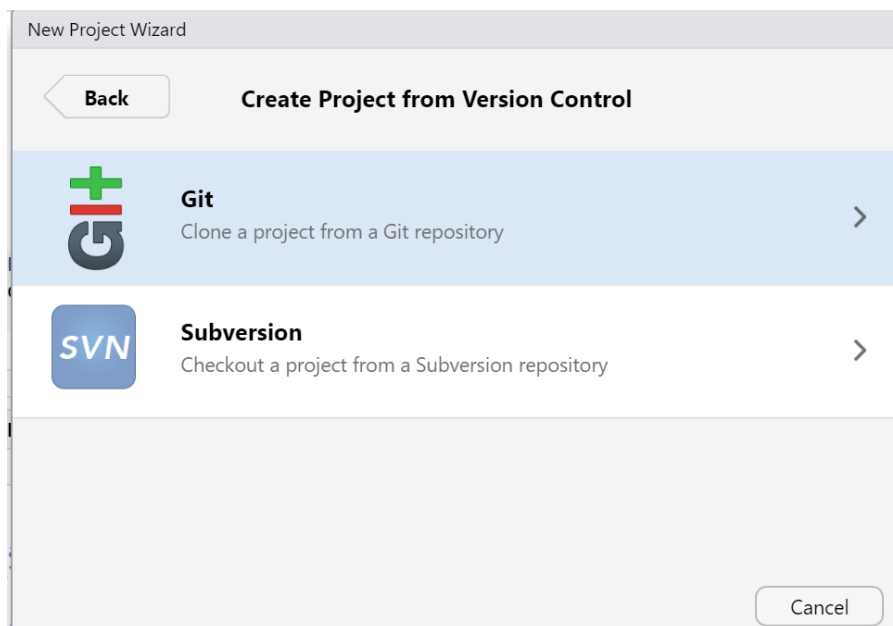 New Project Wizard
Back
Create Project from Version Control
Git
Git
Clone a project from a Git repository
SVN
Subversion
Checkout a project from a Subversion repository
Cancel